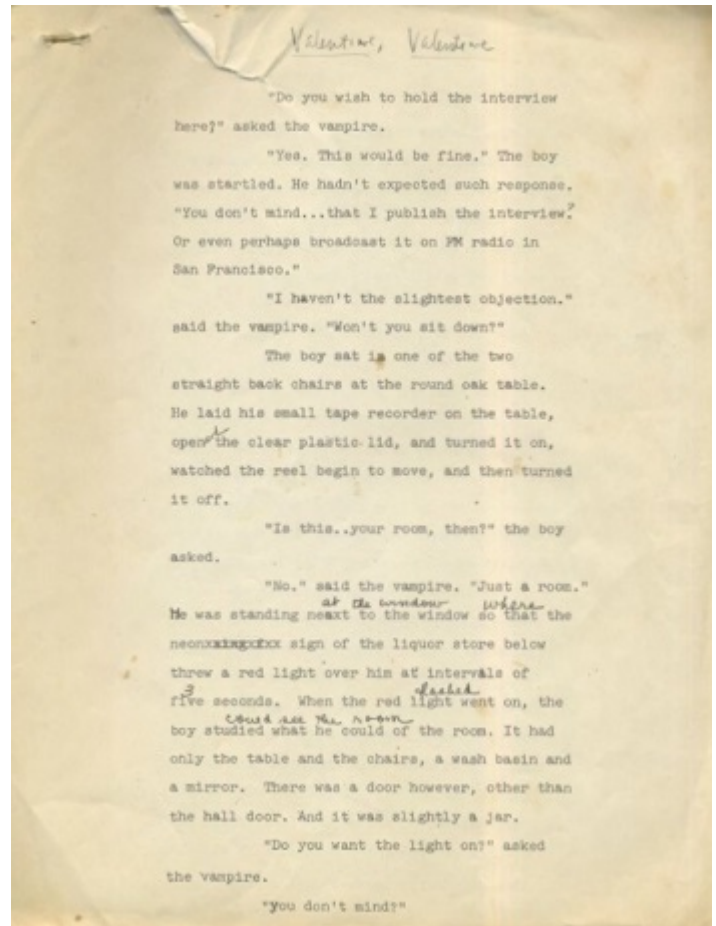 Valentine, Valentine
"Do you wish to hold the interview
here?" asked the vampire.
"Yes. This would be fine." The boy
was startled. He hadn't expected such response.
"You don't mind...that I publish the interview?
Or even perhaps broadcast it on FM radio in
San Francisco."
"I haven't the slightest objection."
said the vampire. "Won't you sit down?"
The boy sat in one of the two
straight back chairs at the round oak table.
He laid his small tape recorder on the table,
open the clear plastic lid, and turned it on,
watched the reel begin to move, and then turned
it off.
"Is this..your room, then?" the boy
asked.
"No." said the vampire. "Just a room."
at the window where
He was standing neaxt to the window so that the
neon sign of the liquor store below
threw a red light over him at intervals of
3 flashed
five seconds. When the red light went on, the
could see the room
boy studied what he could of the room. It had
only the table and the chairs, a wash basin and
a mirror. There was a door however, other than
the hall door. And it was slightly a jar.
"Do you want the light on?" asked
the vampire.
"You don't mind?"